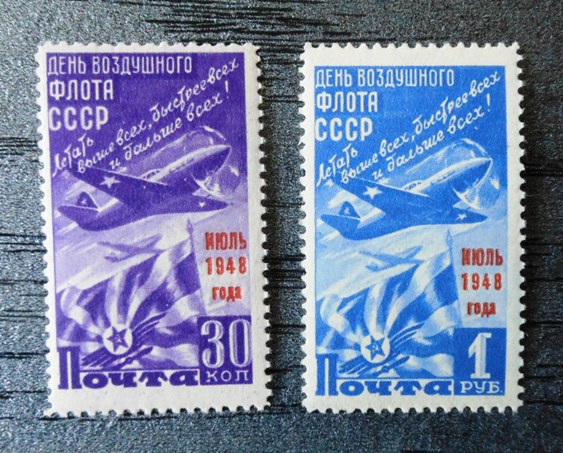 ДЕНЬ ВОЗДУШНОГО
ФЛОТА
СССР
Летать
выше всех, быстрее всех
и дальше всех!
ИЮЛЬ
1948
года
30
КОП
Почта
ДЕНЬ ВОЗДУШНОГО
ФЛОТА
СССР
Летать
выше всех, быстрее всех
и дальше всех!
ИЮЛЬ
1948
года
1
РУБ.
Почта